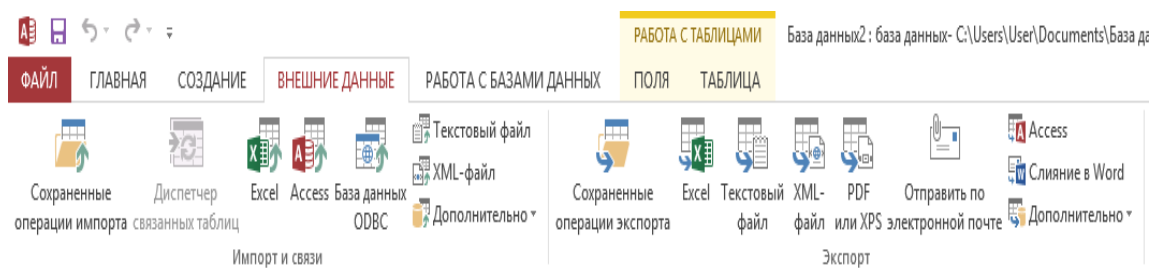 РАБОТА С ТАБЛИЦАМИ База данных2 : база данных- C:\Users\User\Documents\База да
ФАЙЛ ГЛАВНАЯ СОЗДАНИЕ ВНЕШНИЕ ДАННЫЕ РАБОТА С БАЗАМИ ДАННЫХ ПОЛЯ ТАБЛИЦА
Сохраненные операции импорта
Диспетчер связанных таблиц
Excel
Access
База данных ODBC
Текстовый файл
XML-файл
Дополнительно
Импорт и связи
Сохраненные операции экспорта
Excel
Текстовый файл
XML-файл
PDF или XPS
Отправить по электронной почте
Access
Слияние в Word
Дополнительно
Экспорт